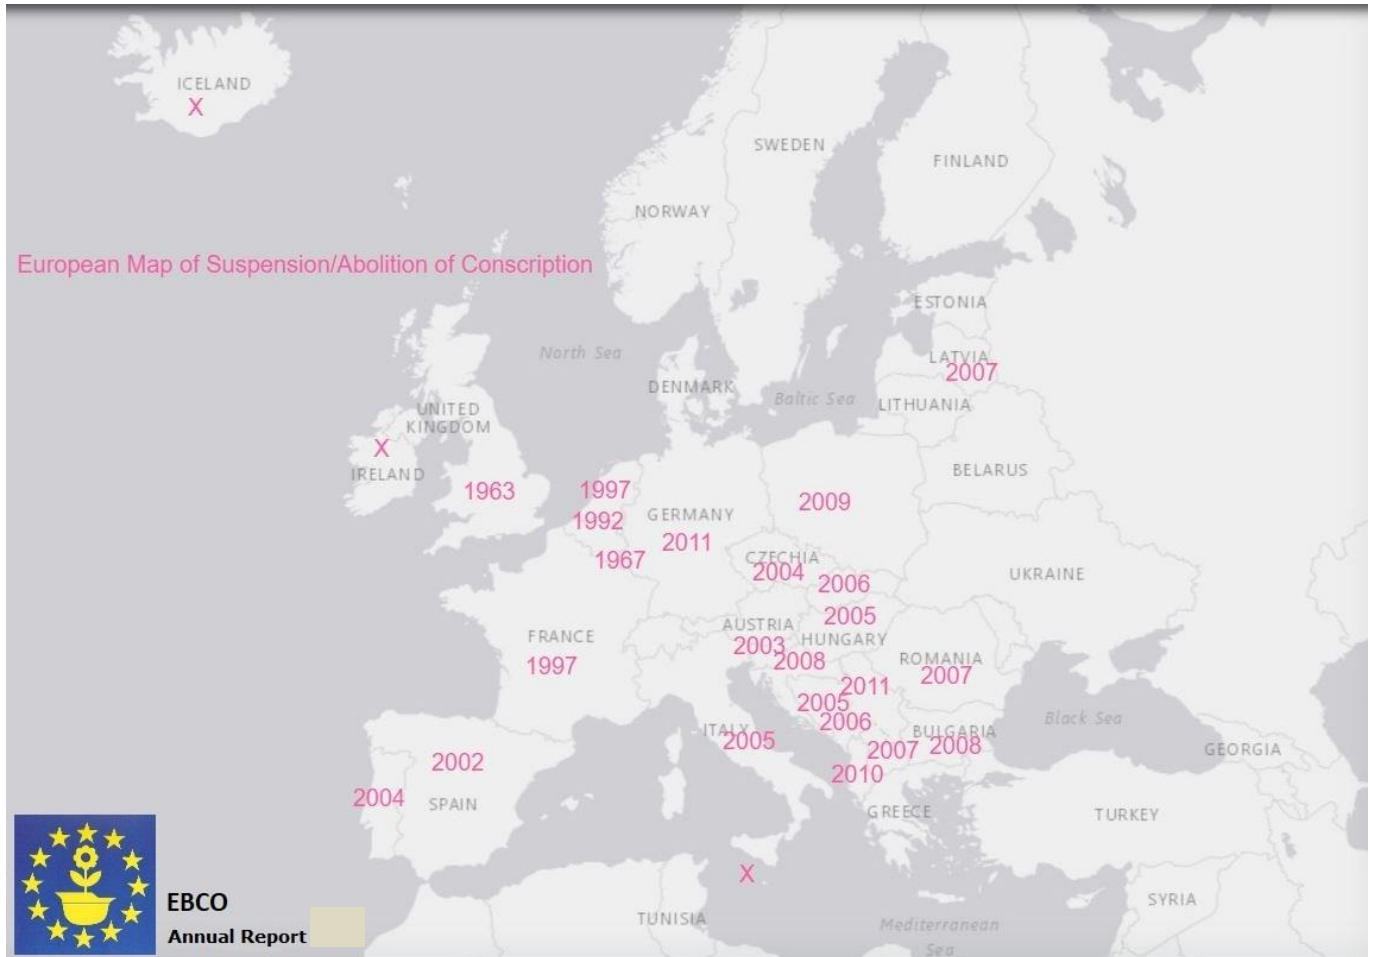 ICELAND
X
SWEDEN
FINLAND
NORWAY
European Map of Suspension/Abolition of Conscription
ESTONIA
North Sea
LATVIA
2007
DENMARK
Baltic Sea
LITHUANIA
UNITED
KINGDOM
X
IRELAND
BELARUS
1963
1997
2009
GERMANY
1992
2011
CZECHIA
1967
2004
2006
UKRAINE
2005
AUSTRIA
FRANCE
HUNGARY
2003
2008
ROMANIA
1997
2007
2011
2005
2006
Black Sea
ITALY
2005
BULGARIA
2007
2008
GEORGIA
2002
2010
2004
SPAIN
GREECE
TURKEY
X
SYRIA
EBCO
TUNISIA
Mediterranean
Sea
Annual Report